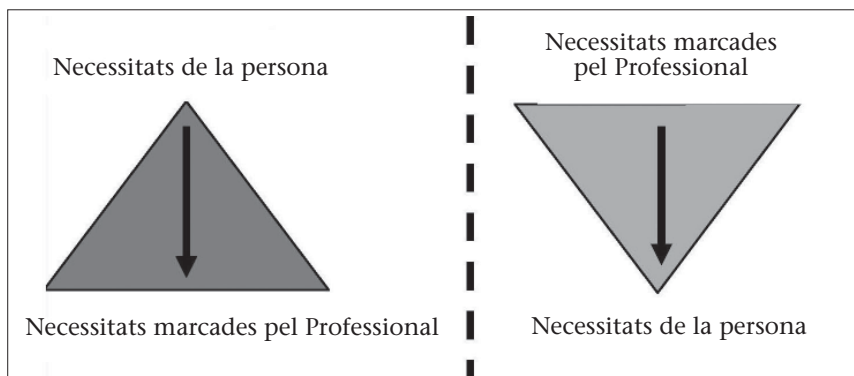 Necessitats de la persona
Necessitats marcades pel Professional
Necessitats marcades
pel Professional
Necessitats de la persona